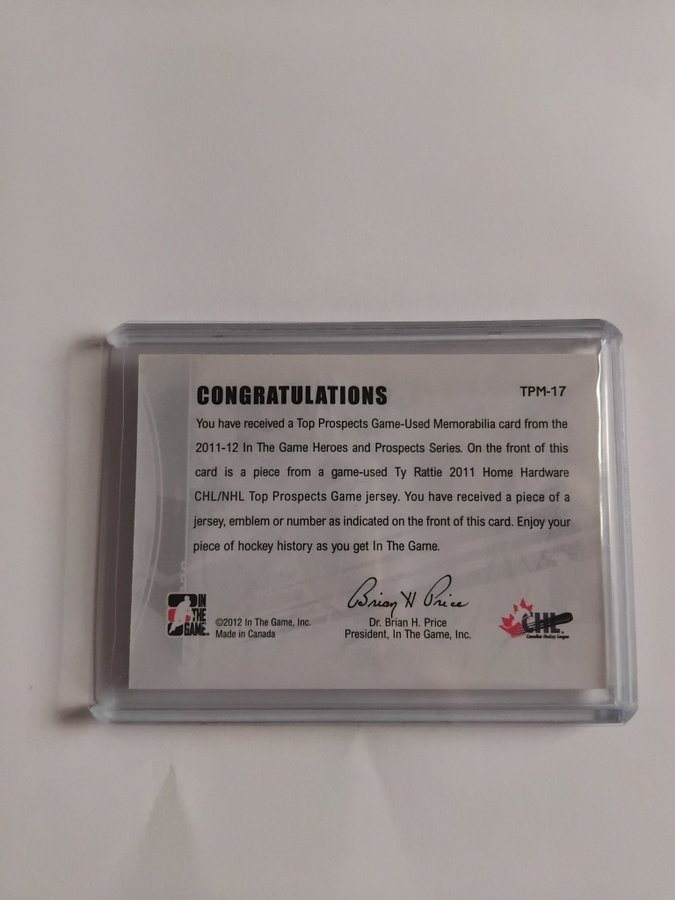 CONGRATULATIONS
TPM-17
You have received a Top Prospects Game-Used Memorabilia card from the
2011-12 In The Game Heroes and Prospects Series. On the front of this
card is a piece from a game-used Ty Rattie 2011 Home Hardware
CHL/NHL Top Prospects Game jersey. You have received a piece of a
jersey, emblem or number as indicated on the front of this card. Enjoy your
piece of hockey history as you get In The Game.
Brian H Price
IN
THE
GAME.
©2012 In The Game, Inc.
Made in Canada
Dr. Brian H. Price
President, In The Game, Inc.
CHL
Canadian Hockey League